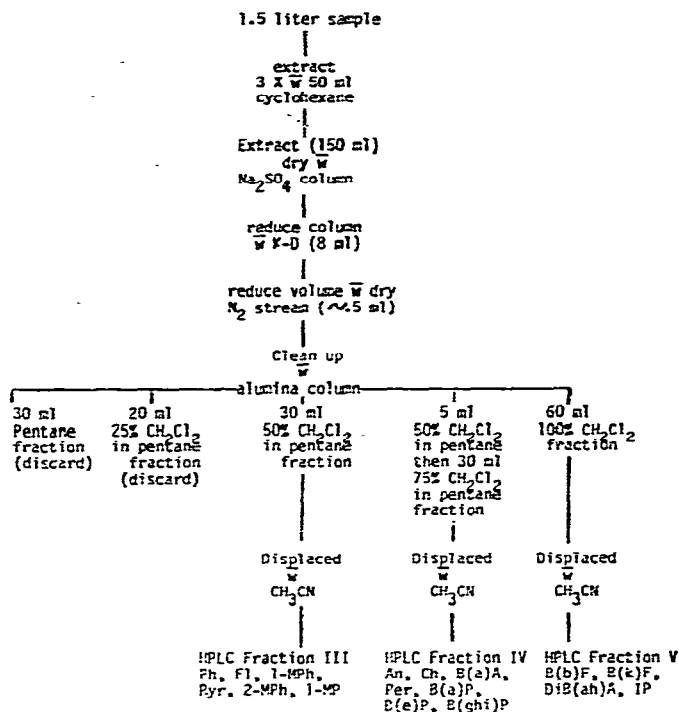 1.5 liter sample
extract
3 X w̅ 50 ml
cyclohexane
Extract (150 ml)
dry w̅
Na₂SO₄ column
reduce column
w̅ K-D (8 ml)
reduce volume w̅ dry
N₂ stream (~.5 ml)
Clean up
w̅
alumina column
30 ml
Pentane
fraction
(discard)
20 ml
25% CH₂Cl₂
in pentane
fraction
(discard)
30 ml
50% CH₂Cl₂
in pentane
fraction
5 ml
50% CH₂Cl₂
in pentane
then 30 ml
75% CH₂Cl₂
in pentane
fraction
60 ml
100% CH₂Cl₂
fraction
Displaced
w̅
CH₃CN
Displaced
w̅
CH₃CN
Displaced
w̅
CH₃CN
HPLC Fraction III
Ph, Fl, 1-MPh,
Pyr, 2-MPh, 1-MP
HPLC Fraction IV
An, Ch, B(a)A,
Per, B(a)P,
B(e)P, B(ghi)P
HPLC Fraction V
B(b)F, B(k)F,
DiB(ah)A, IP